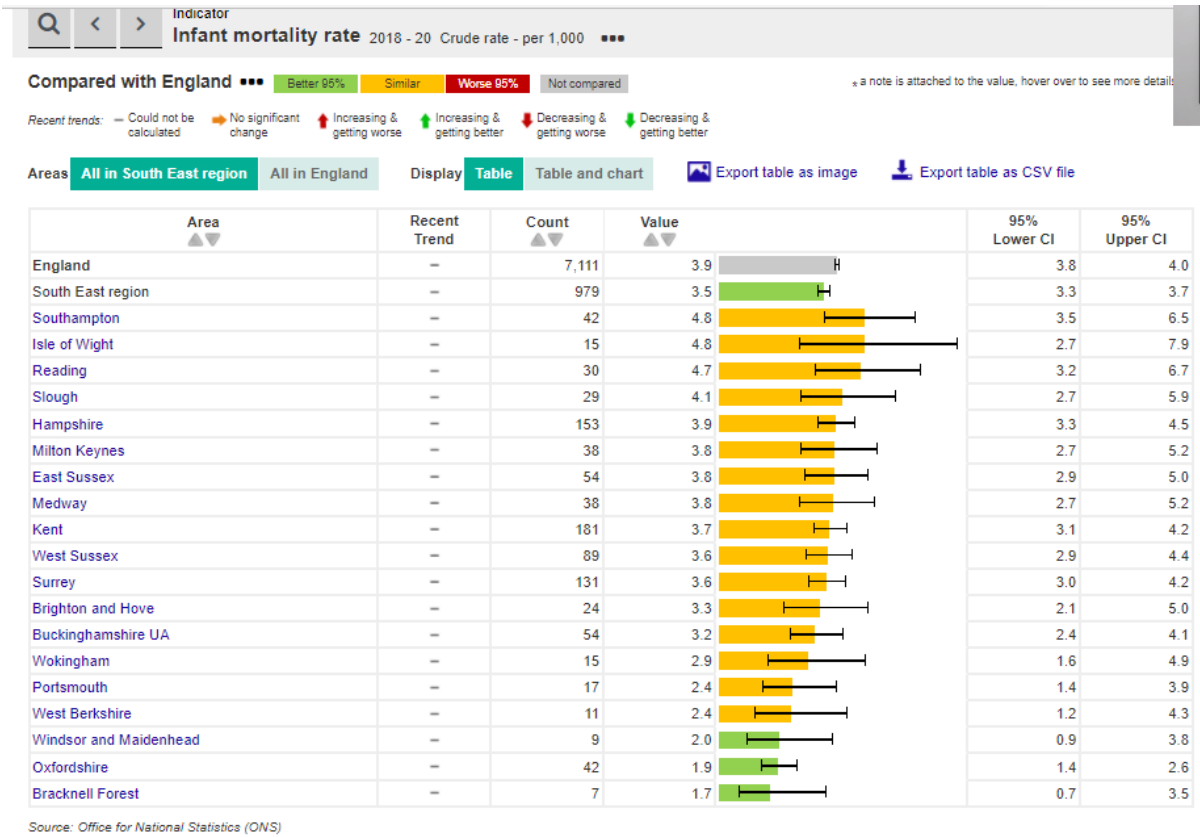 Indicator
Infant mortality rate 2018 - 20 Crude rate - per 1,000 •••
Compared with England ••• Better 95% Similar Worse 95% Not compared
* a note is attached to the value, hover over to see more details
Recent trends: – Could not be calculated No significant change Increasing & getting worse Increasing & getting better Decreasing & getting worse Decreasing & getting better
Areas All in South East region All in England Display Table Table and chart Export table as image Export table as CSV file
Area Recent Trend Count Value 95% Lower CI 95% Upper CI
England – 7,111 3.9 3.8 4.0
South East region – 979 3.5 3.3 3.7
Southampton – 42 4.8 3.5 6.5
Isle of Wight – 15 4.8 2.7 7.9
Reading – 30 4.7 3.2 6.7
Slough – 29 4.1 2.7 5.9
Hampshire – 153 3.9 3.3 4.5
Milton Keynes – 38 3.8 2.7 5.2
East Sussex – 54 3.8 2.9 5.0
Medway – 38 3.8 2.7 5.2
Kent – 181 3.7 3.1 4.2
West Sussex – 89 3.6 2.9 4.4
Surrey – 131 3.6 3.0 4.2
Brighton and Hove – 24 3.3 2.1 5.0
Buckinghamshire UA – 54 3.2 2.4 4.1
Wokingham – 15 2.9 1.6 4.9
Portsmouth – 17 2.4 1.4 3.9
West Berkshire – 11 2.4 1.2 4.3
Windsor and Maidenhead – 9 2.0 0.9 3.8
Oxfordshire – 42 1.9 1.4 2.6
Bracknell Forest – 7 1.7 0.7 3.5
Source: Office for National Statistics (ONS)